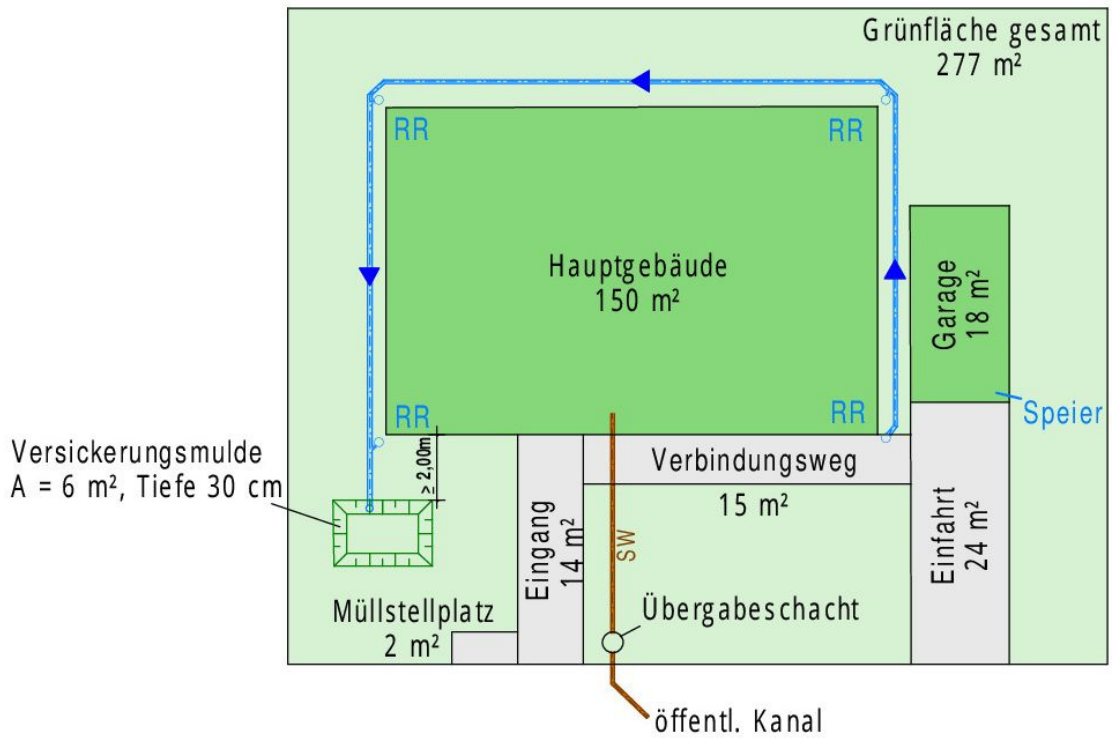 Grünfläche gesamt
277 m²
RR
RR
Hauptgebäude
150 m²
Garage
18 m²
RR
RR
Speier
Versickerungsmulde
A = 6 m², Tiefe 30 cm
≥ 2,00m
Verbindungsweg
15 m²
Eingang
14 m²
SW
Einfahrt
24 m²
Müllstellplatz
2 m²
Übergabeschacht
öffentl. Kanal